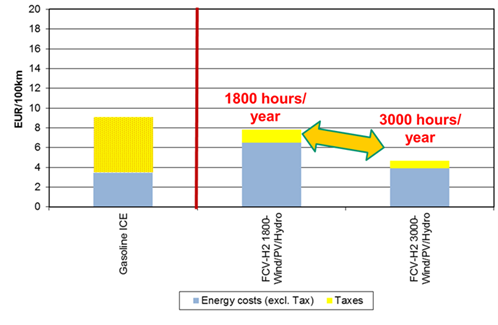 20
18
16
14
12
10
8
6
4
2
0
EUR/100km
1800 hours/
year
3000 hours/
year
Gasoline ICE
FCV-H2 1800-
Wind/PV/Hydro
FCV-H2 3000-
Wind/PV/Hydro
Energy costs (excl. Tax)
Taxes